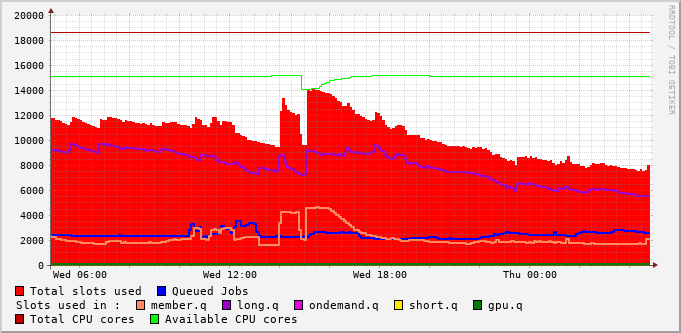 20000
18000
16000
14000
12000
10000
8000
6000
4000
2000
0
Wed 06:00 Wed 12:00 Wed 18:00 Thu 00:00
Total slots used Queued Jobs
Slots used in : member.q long.q ondemand.q short.q gpu.q
Total CPU cores Available CPU cores
RRDTOOL / TOBI OETIKER